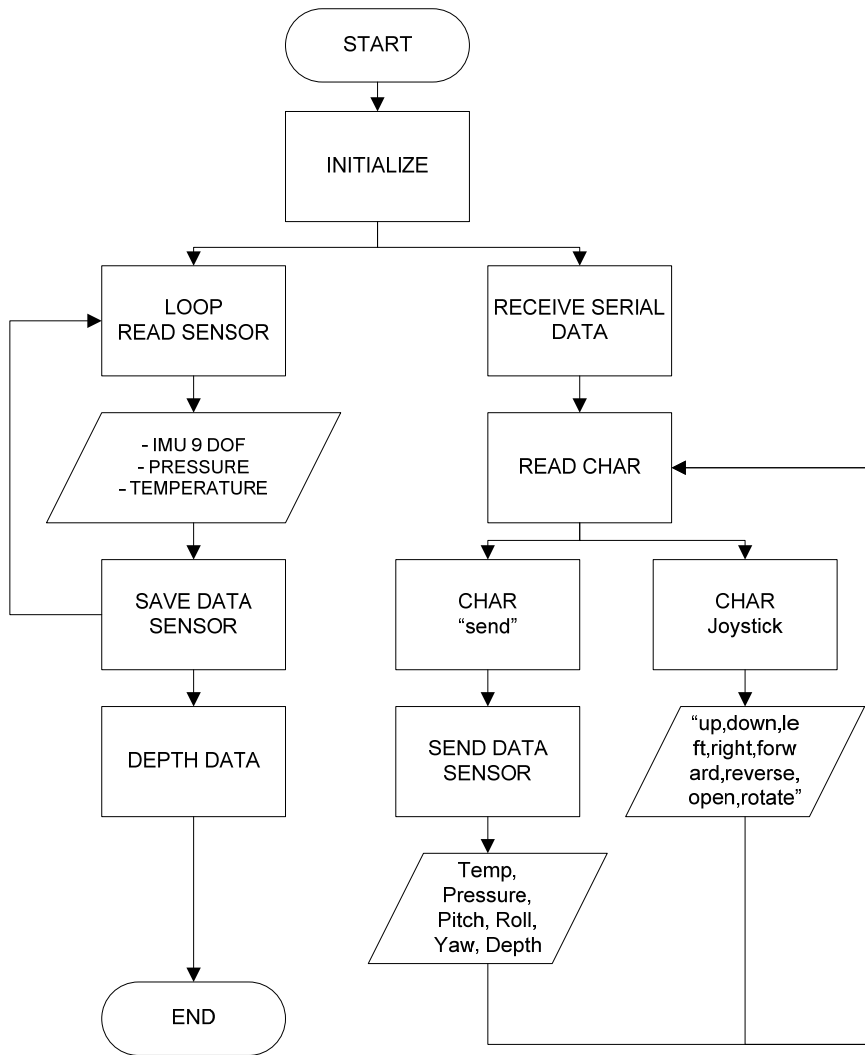 START
INITIALIZE
LOOP
READ SENSOR
RECEIVE SERIAL
DATA
- IMU 9 DOF
- PRESSURE
- TEMPERATURE
READ CHAR
SAVE DATA
SENSOR
CHAR
“send”
CHAR
Joystick
DEPTH DATA
SEND DATA
SENSOR
“up,down,le
ft,right,forw
ard,reverse,
open,rotate”
Temp,
Pressure,
Pitch, Roll,
Yaw, Depth
END